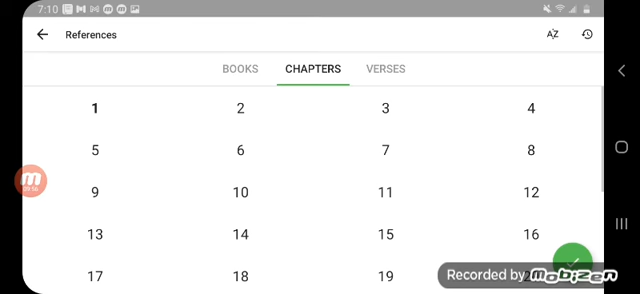 7:10
References
A Z
BOOKS CHAPTERS VERSES
1 2 3 4
5 6 7 8
9 10 11 12
13 14 15 16
17 18 19
Recorded by mobizen